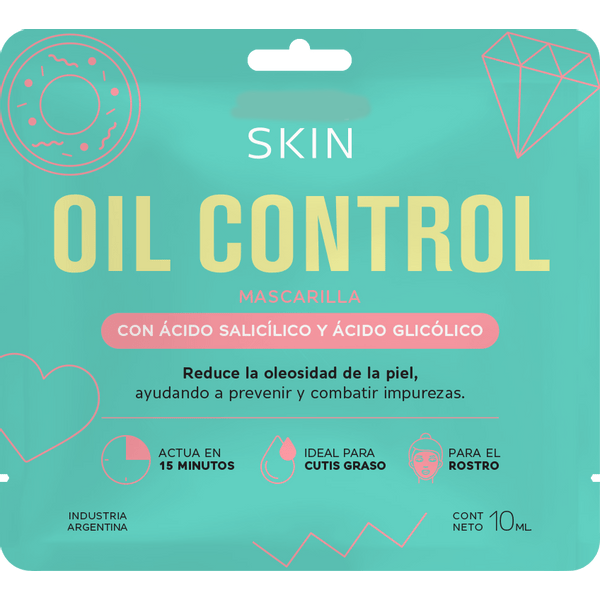 SKIN
OIL CONTROL
MASCARILLA
CON ÁCIDO SALICÍLICO Y ÁCIDO GLICÓLICO
Reduce la oleosidad de la piel,
ayudando a prevenir y combatir impurezas.
ACTUA EN
15 MINUTOS
IDEAL PARA
CUTIS GRASO
PARA EL
ROSTRO
INDUSTRIA
ARGENTINA
CONT
NETO 10ML